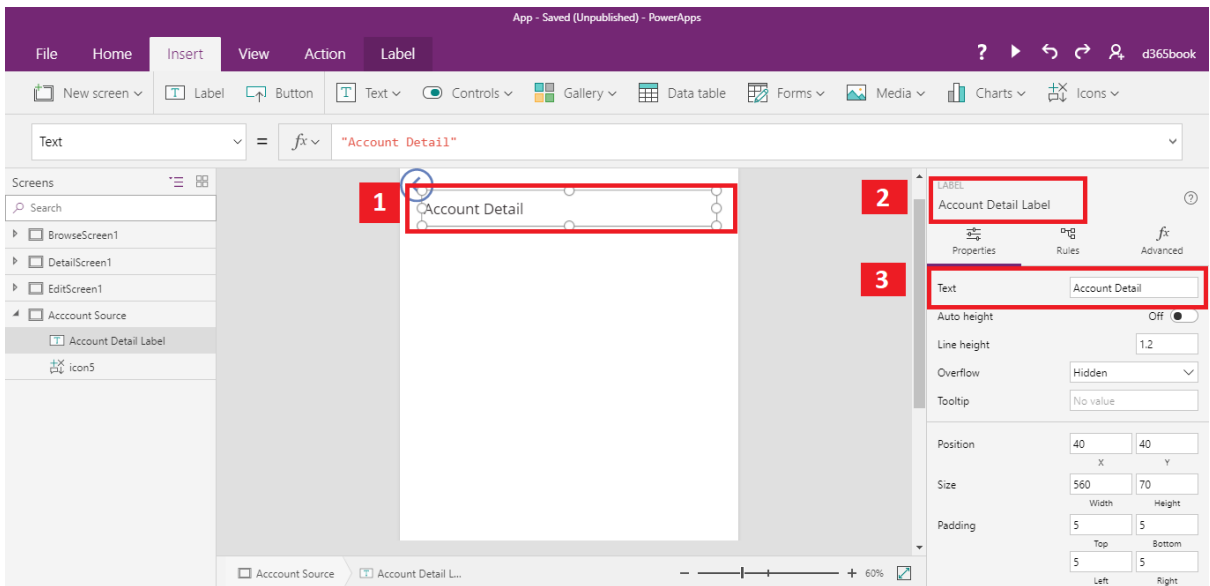 App - Saved (Unpublished) - PowerApps
File Home Insert View Action Label ? d365book
New screen Label Button Text Controls Gallery Data table Forms Media Charts Icons
Text = fx "Account Detail"
Screens
Search
BrowseScreen1
DetailScreen1
EditScreen1
Acccount Source
Account Detail Label
icon5
1
Account Detail
2
LABEL
Account Detail Label
?
Properties Rules fx Advanced
3
Text Account Detail
Auto height Off
Line height 1.2
Overflow Hidden
Tooltip No value
Position 40 40
X Y
Size 560 70
Width Height
Padding 5 5
Top Bottom
5 5
Left Right
Acccount Source Account Detail L... 60%